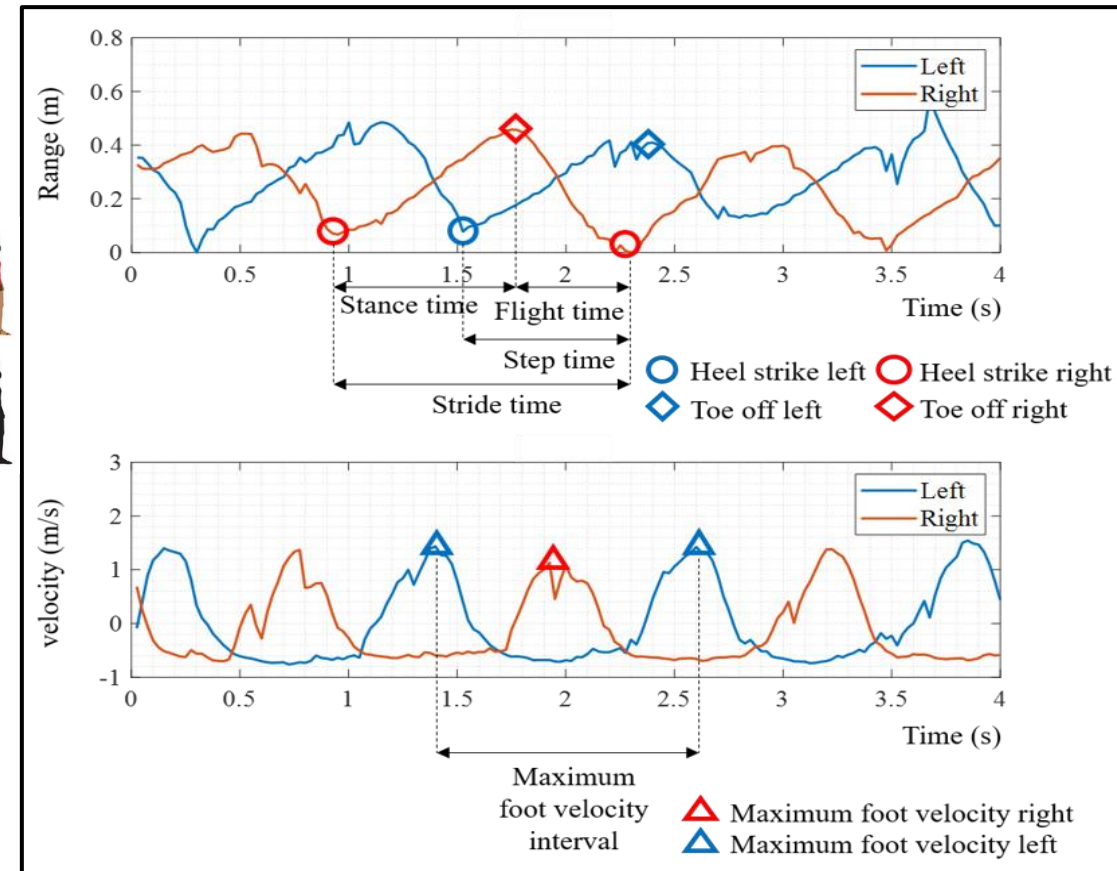 0.8
0.6
0.4
0.2
0
Range (m)
Left
Right
0 0.5 1 1.5 2 2.5 3 3.5 4
Time (s)
Stance time
Flight time
Step time
Stride time
Heel strike left
Heel strike right
Toe off left
Toe off right
3
2
1
0
-1
velocity (m/s)
Left
Right
0 0.5 1 1.5 2 2.5 3 3.5 4
Time (s)
Maximum
foot velocity
interval
Maximum foot velocity right
Maximum foot velocity left